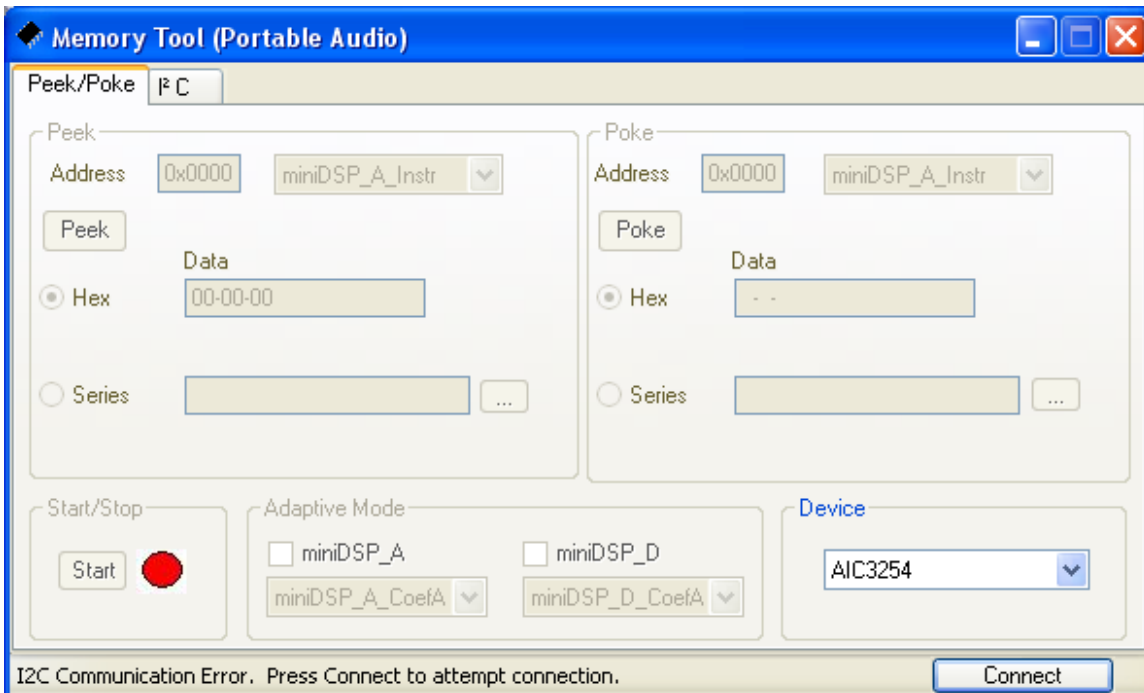 Memory Tool (Portable Audio)
Peek/Poke
I² C
Peek
Address 0x0000 miniDSP_A_Instr
Peek
Data
Hex 00-00-00
Series ...
Poke
Address 0x0000 miniDSP_A_Instr
Poke
Data
Hex - -
Series ...
Start/Stop
Start
Adaptive Mode
miniDSP_A miniDSP_D
miniDSP_A_CoefA miniDSP_D_CoefA
Device
AIC3254
I2C Communication Error. Press Connect to attempt connection. Connect